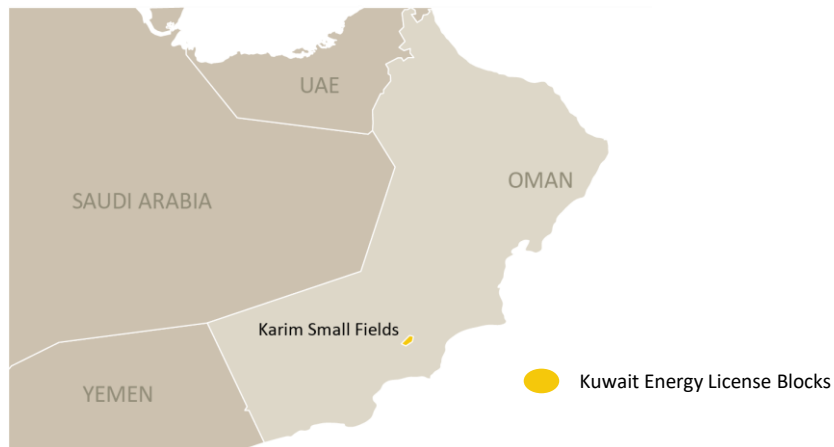 UAE
OMAN
SAUDI ARABIA
Karim Small Fields
YEMEN
Kuwait Energy License Blocks